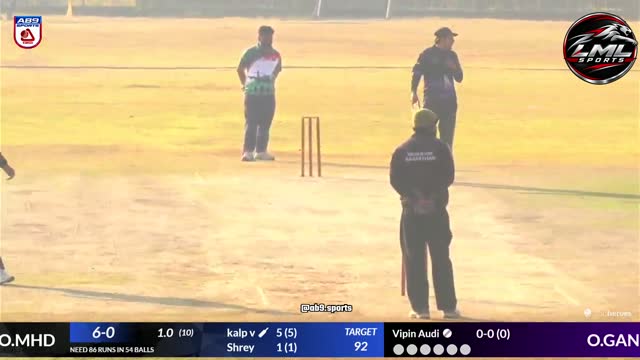 AB9
SPORTS
LML
SPORTS
@ab9.sports
O.MHD
6-0
1.0 (10)
NEED 86 RUNS IN 54 BALLS
kalp v 5 (5)
Shrey 1 (1)
TARGET
92
Vipin Audi 0-0 (0)
O.GAN